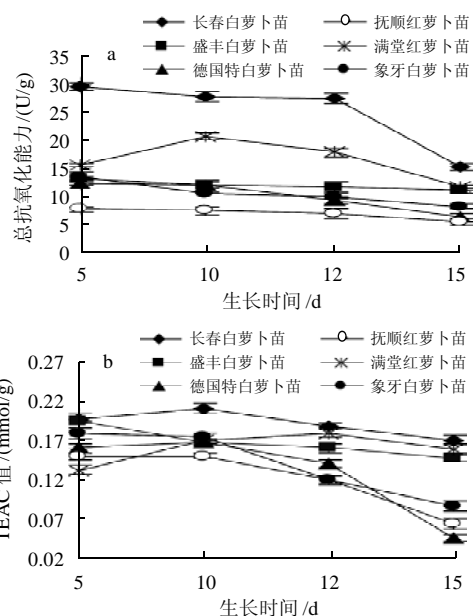 a
长春白萝卜苗 抚顺红萝卜苗
盛丰白萝卜苗 满堂红萝卜苗
德国特白萝卜苗 象牙白萝卜苗
总抗氧化能力/(U/g)
35
30
25
20
15
10
5
0
5 10 12 15
生长时间/d
b
长春白萝卜苗 抚顺红萝卜苗
盛丰白萝卜苗 满堂红萝卜苗
德国特白萝卜苗 象牙白萝卜苗
TEAC 值/(mmol/g)
0.27
0.22
0.17
0.12
0.07
0.02
5 10 12 15
生长时间/d